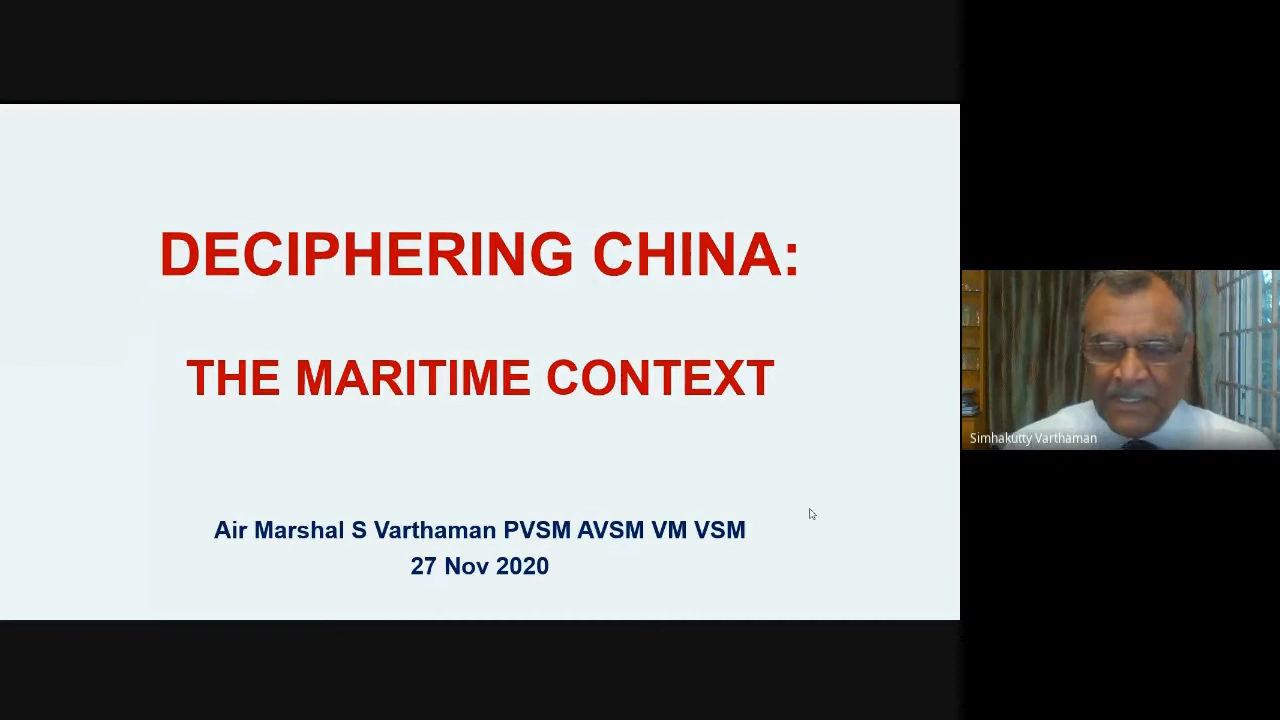 DECIPHERING CHINA:
THE MARITIME CONTEXT
Air Marshal S Varthaman PVSM AVSM VM VSM
27 Nov 2020
Simhakutty Varthaman